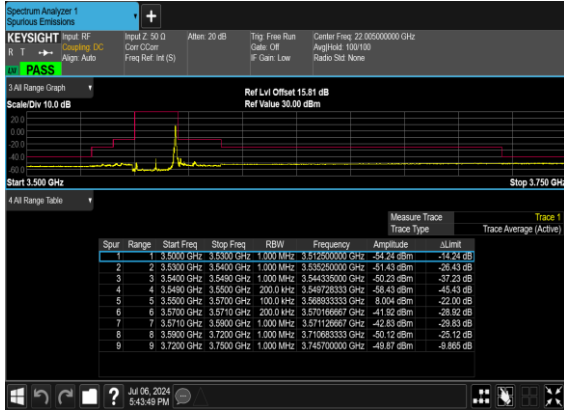 Spectrum Analyzer 1
Spurious Emissions
KEYSIGHT Input: RF Input Z: 50 Ω Atten: 20 dB Trig: Free Run Center Freq: 22.005000000 GHz
R T Coupling: DC Corr CCorr Gate: Off Avg|Hold: 100/100
Align: Auto Freq Ref: Int (S) IF Gain: Low Radio Std: None
PASS
3 All Range Graph
Ref Lvl Offset 15.81 dB
Scale/Div 10.0 dB Ref Value 30.00 dBm
20.0
0.00
-20.0
-40.0
-60.0
Start 3.500 GHz Stop 3.750 GHz
4 All Range Table
Measure Trace Trace 1
Trace Type Trace Average (Active)
Spur Range Start Freq Stop Freq RBW Frequency Amplitude ΔLimit
1 1 3.5000 GHz 3.5300 GHz 1.000 MHz 3.512500000 GHz -54.24 dBm -14.24 dB
2 2 3.5300 GHz 3.5400 GHz 1.000 MHz 3.535250000 GHz -51.43 dBm -26.43 dB
3 3 3.5400 GHz 3.5490 GHz 1.000 MHz 3.544335000 GHz -50.23 dBm -37.23 dB
4 4 3.5490 GHz 3.5500 GHz 200.0 kHz 3.549728333 GHz -58.43 dBm -45.43 dB
5 5 3.5500 GHz 3.5700 GHz 100.0 kHz 3.568933333 GHz 8.004 dBm -22.00 dB
6 6 3.5700 GHz 3.5710 GHz 200.0 kHz 3.570166667 GHz -41.92 dBm -28.92 dB
7 7 3.5710 GHz 3.5900 GHz 1.000 MHz 3.571126667 GHz -42.83 dBm -29.83 dB
8 8 3.5900 GHz 3.7200 GHz 1.000 MHz 3.710683333 GHz -50.12 dBm -25.12 dB
9 9 3.7200 GHz 3.7500 GHz 1.000 MHz 3.745700000 GHz -49.87 dBm -9.865 dB
Jul 06, 2024
5:43:49 PM